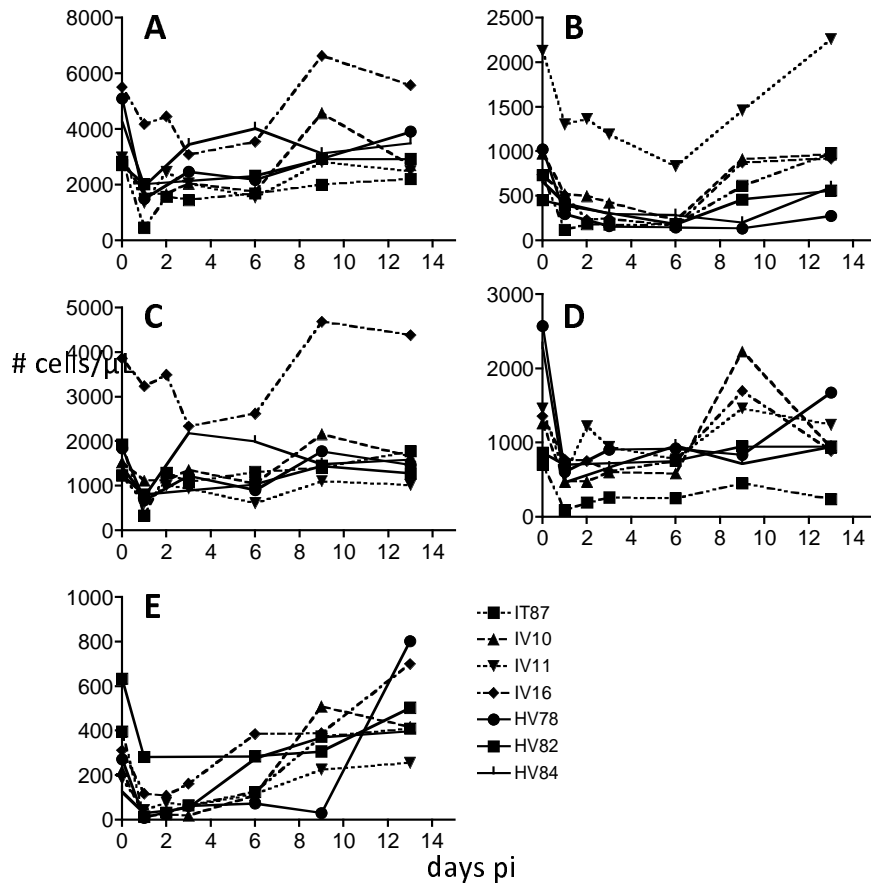 A
8000
6000
4000
2000
0
0 2 4 6 8 10 12 14
B
2500
2000
1500
1000
500
0
0 2 4 6 8 10 12 14
C
5000
4000
3000
2000
1000
0
0 2 4 6 8 10 12 14
# cells/µL
D
3000
2000
1000
0
0 2 4 6 8 10 12 14
E
1000
800
600
400
200
0
0 2 4 6 8 10 12 14
IT87
IV10
IV11
IV16
HV78
HV82
HV84
days pi